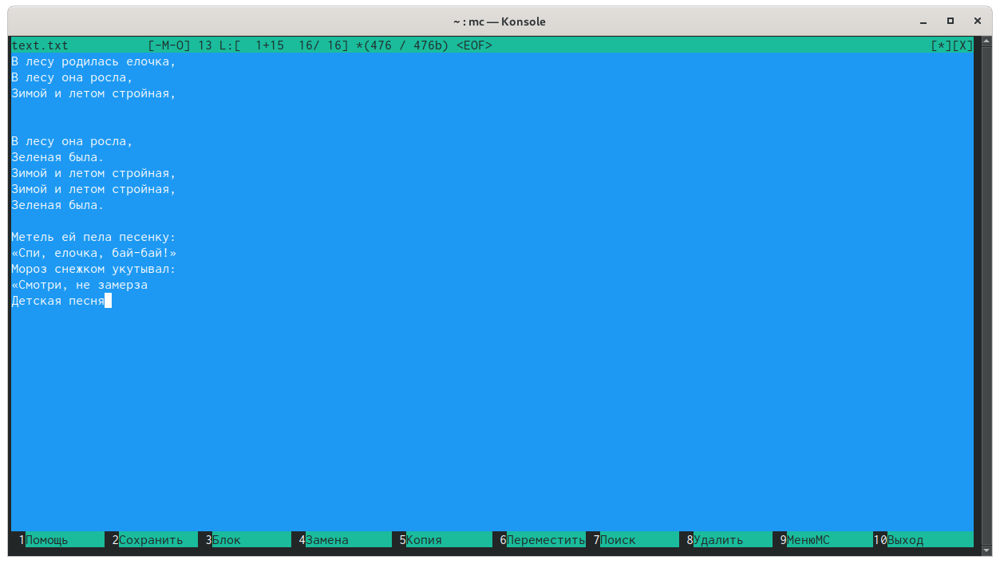 ~ : mc — Konsole
text.txt [-M-O] 13 L:[ 1+15 16/ 16] *(476 / 476b) <EOF> [*][X]
В лесу родилась елочка,
В лесу она росла,
Зимой и летом стройная,
В лесу она росла,
Зеленая была.
Зимой и летом стройная,
Зимой и летом стройная,
Зеленая была.
Метель ей пела песенку:
«Спи, елочка, бай-бай!»
Мороз снежком укутывал:
«Смотри, не замерза
Детская песня
1Помощь 2Сохранить 3Блок 4Замена 5Копия 6Переместить 7Поиск 8Удалить 9МенюМС 10Выход